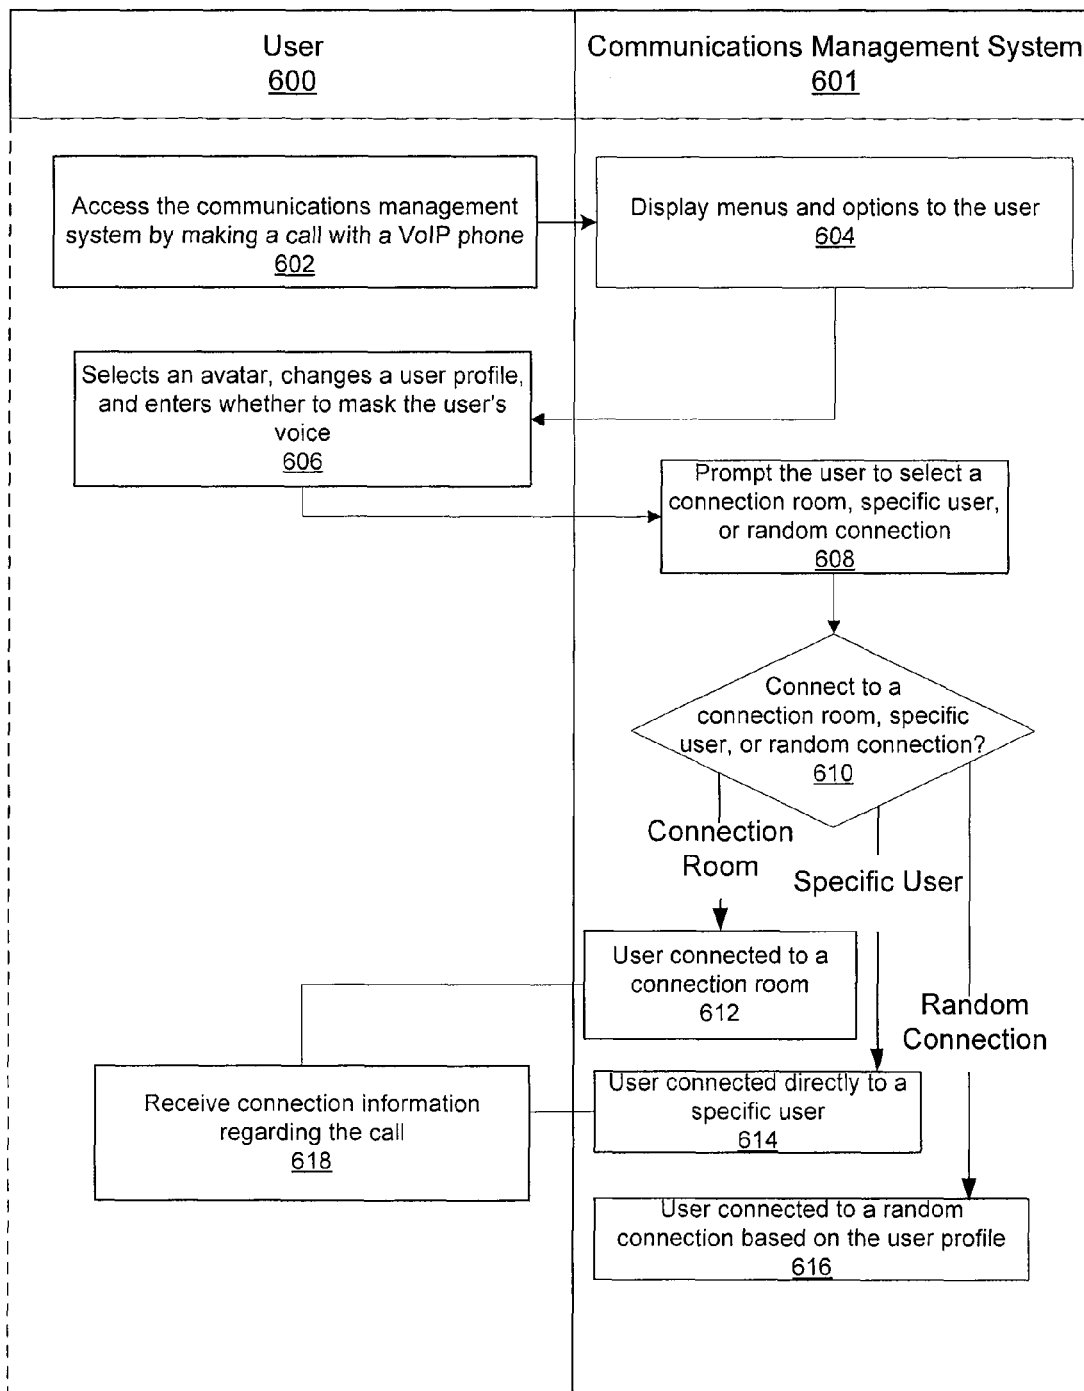 User
600
Communications Management System
601
Access the communications management
system by making a call with a VoIP phone
602
Display menus and options to the user
604
Selects an avatar, changes a user profile,
and enters whether to mask the user's
voice
606
Prompt the user to select a
connection room, specific user,
or random connection
608
Connect to a
connection room, specific
user, or random connection?
610
Connection
Room
Specific User
Random
Connection
User connected to a
connection room
612
User connected directly to a
specific user
614
Receive connection information
regarding the call
618
User connected to a random
connection based on the user profile
616